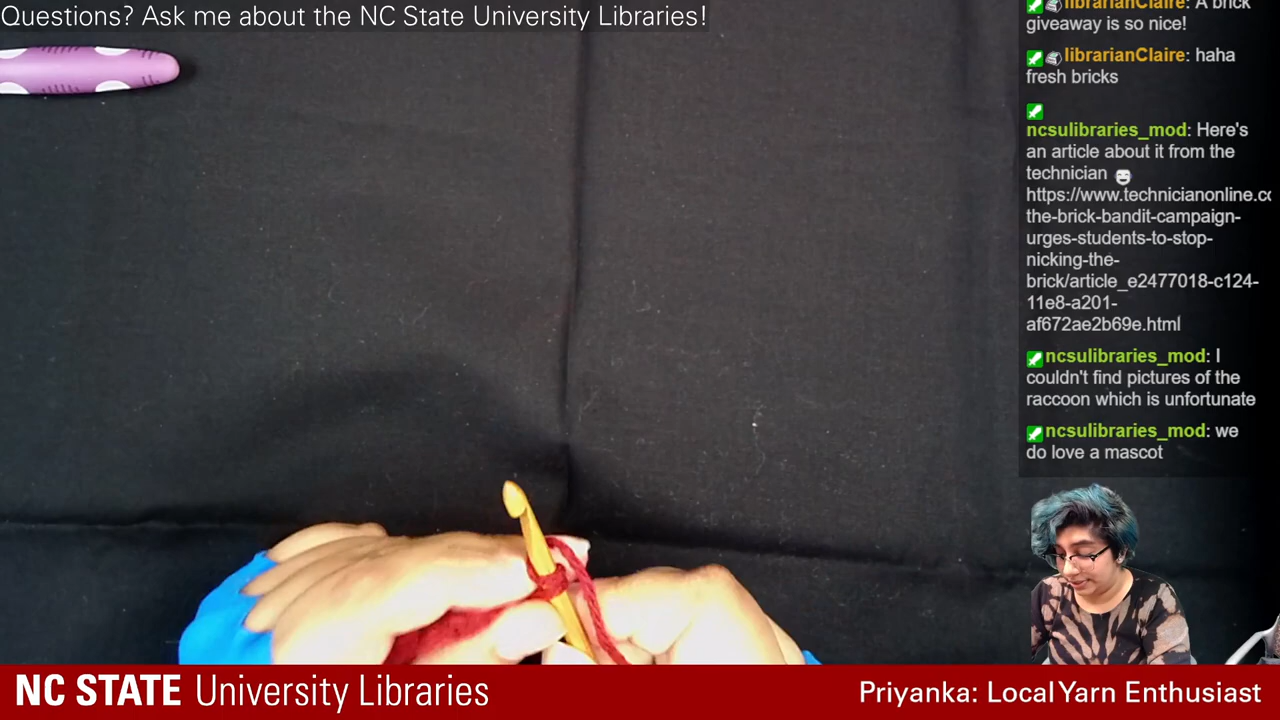 Questions? Ask me about the NC State University Libraries!
librarianClaire: A brick
giveaway is so nice!
librarianClaire: haha
fresh bricks
ncsulibraries_mod: Here's
an article about it from the
technician
https://www.technicianonline.co
the-brick-bandit-campaign-
urges-students-to-stop-
nicking-the-
brick/article_e2477018-c124-
11e8-a201-
af672ae2b69e.html
ncsulibraries_mod: I
couldn't find pictures of the
raccoon which is unfortunate
ncsulibraries_mod: we
do love a mascot
NC STATE University Libraries
Priyanka: Local Yarn Enthusiast